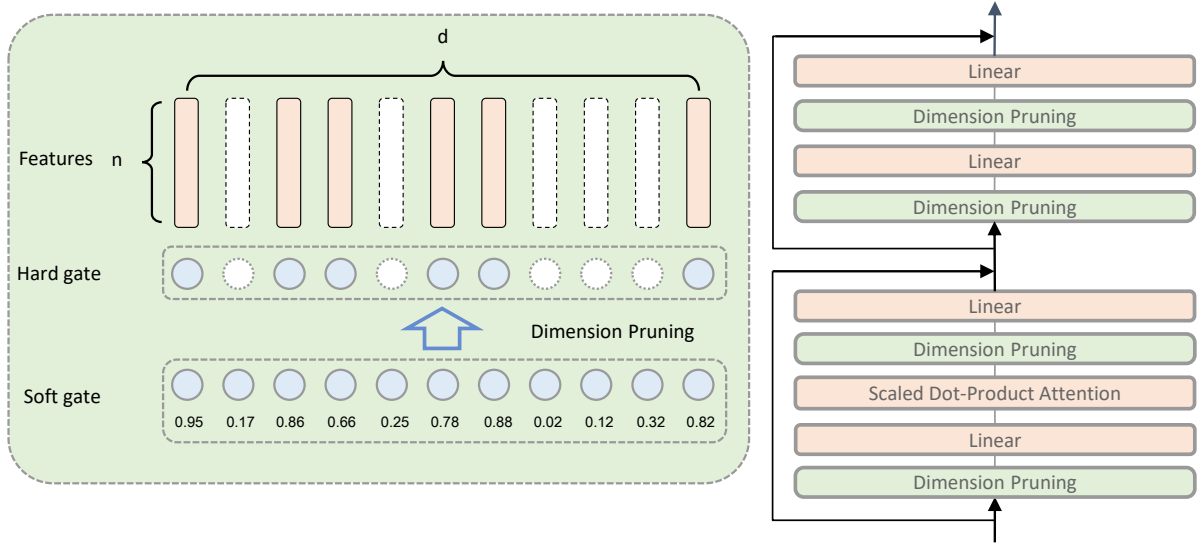 d
Features n
Hard gate
Dimension Pruning
Soft gate
0.95 0.17 0.86 0.66 0.25 0.78 0.88 0.02 0.12 0.32 0.82
Linear
Dimension Pruning
Linear
Dimension Pruning
Linear
Dimension Pruning
Scaled Dot-Product Attention
Linear
Dimension Pruning